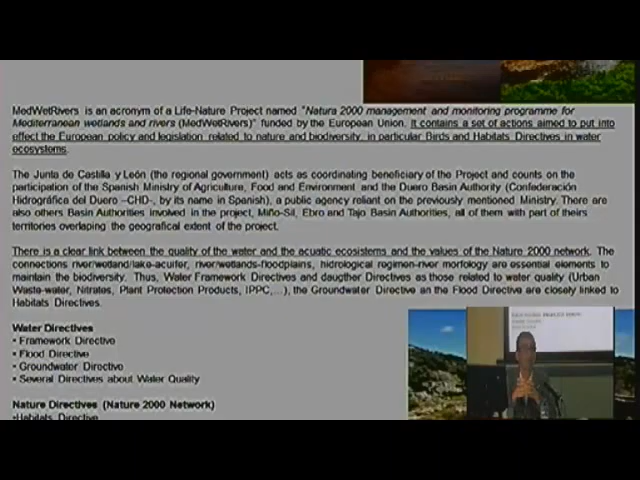 MedWetRivers is an acronym of a Life-Nature Project named "Natura 2000 management and monitoring programme for
Mediterranean wetlands and rivers (MedWetRivers)" funded by the European Union. It contains a set of actions aimed to put into
effect the European policy and legislation related to nature and biodiversity, in particular Birds and Habitats Directives in water
ecosystems.
The Junta de Castilla y León (the regional government) acts as coordinating beneficiary of the Project and counts on the
participation of the Spanish Ministry of Agriculture, Food and Environment and the Duero Basin Authority (Confederación
Hidrográfica del Duero –CHD-, by its name in Spanish), a public agency reliant on the previously mentioned Ministry. There are
also others Basin Authorities involved in the project, Miño-Sil, Ebro and Tajo Basin Authorities, all of them with part of theirs
territories overlaping the geografical extent of the project.
There is a clear link between the quality of the water and the acuatic ecosystems and the values of the Nature 2000 network. The
connections river/wetland/lake-acuifer, river/wetlands-floodplains, hidrological regimen-river morfology are essential elements to
maintain the biodiversity. Thus, Water Framework Directive and daugther Directives as those related to water quality (Urban
Waste-water, Nitrates, Plant Protection Products, IPPC,...), the Groundwater Directive an the Flood Directive are closely linked to
Habitats Directives.
Water Directives
• Framework Directive
• Flood Directive
• Groundwater Directive
• Several Directives about Water Quality
Nature Directives (Nature 2000 Network)
•Habitats Directive